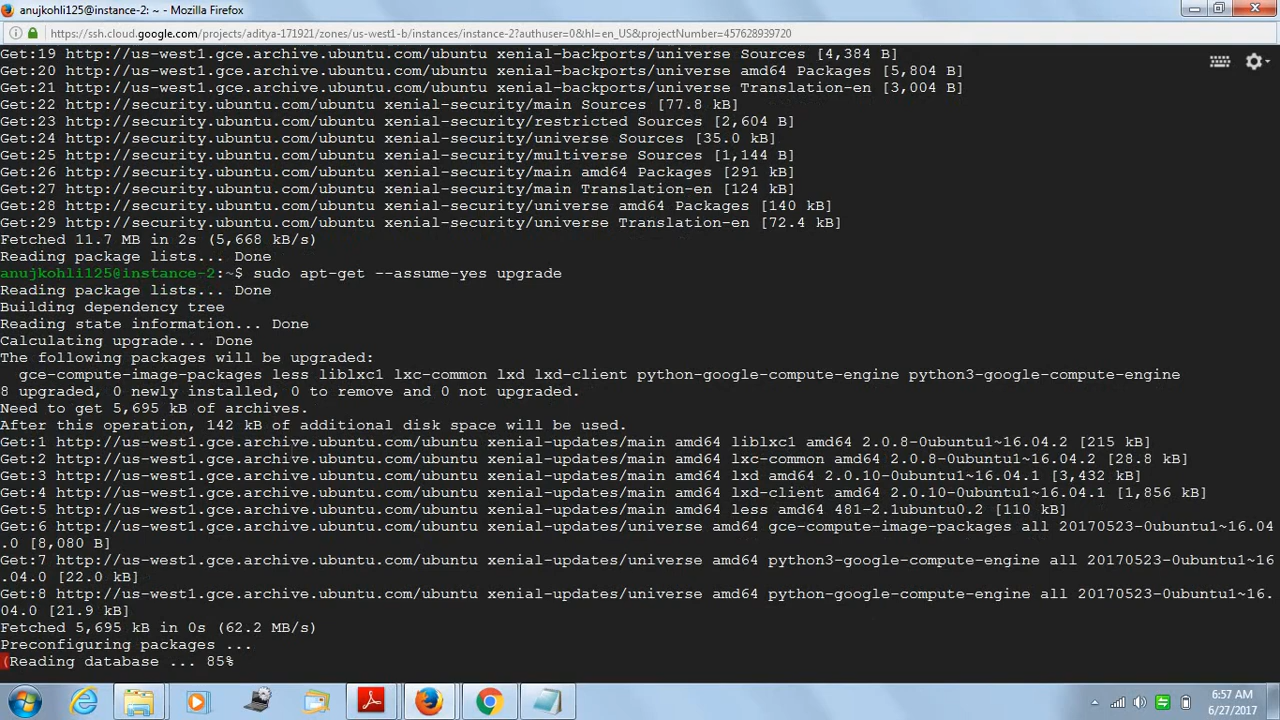 anujkohli125@instance-2: ~ - Mozilla Firefox
https://ssh.cloud.google.com/projects/aditya-171921/zones/us-west1-b/instances/instance-2?authuser=0&hl=en_US&projectNumber=457628939720
Get:19 http://us-west1.gce.archive.ubuntu.com/ubuntu xenial-backports/universe Sources [4,384 B]
Get:20 http://us-west1.gce.archive.ubuntu.com/ubuntu xenial-backports/universe amd64 Packages [5,804 B]
Get:21 http://us-west1.gce.archive.ubuntu.com/ubuntu xenial-backports/universe Translation-en [3,004 B]
Get:22 http://security.ubuntu.com/ubuntu xenial-security/main Sources [77.8 kB]
Get:23 http://security.ubuntu.com/ubuntu xenial-security/restricted Sources [2,604 B]
Get:24 http://security.ubuntu.com/ubuntu xenial-security/universe Sources [35.0 kB]
Get:25 http://security.ubuntu.com/ubuntu xenial-security/multiverse Sources [1,144 B]
Get:26 http://security.ubuntu.com/ubuntu xenial-security/main amd64 Packages [291 kB]
Get:27 http://security.ubuntu.com/ubuntu xenial-security/main Translation-en [124 kB]
Get:28 http://security.ubuntu.com/ubuntu xenial-security/universe amd64 Packages [140 kB]
Get:29 http://security.ubuntu.com/ubuntu xenial-security/universe Translation-en [72.4 kB]
Fetched 11.7 MB in 2s (5,668 kB/s)
Reading package lists... Done
anujkohli125@instance-2:~$ sudo apt-get --assume-yes upgrade
Reading package lists... Done
Building dependency tree
Reading state information... Done
Calculating upgrade... Done
The following packages will be upgraded:
gce-compute-image-packages less liblxc1 lxc-common lxd lxd-client python-google-compute-engine python3-google-compute-engine
8 upgraded, 0 newly installed, 0 to remove and 0 not upgraded.
Need to get 5,695 kB of archives.
After this operation, 142 kB of additional disk space will be used.
Get:1 http://us-west1.gce.archive.ubuntu.com/ubuntu xenial-updates/main amd64 liblxc1 amd64 2.0.8-0ubuntu1~16.04.2 [215 kB]
Get:2 http://us-west1.gce.archive.ubuntu.com/ubuntu xenial-updates/main amd64 lxc-common amd64 2.0.8-0ubuntu1~16.04.2 [28.8 kB]
Get:3 http://us-west1.gce.archive.ubuntu.com/ubuntu xenial-updates/main amd64 lxd amd64 2.0.10-0ubuntu1~16.04.1 [3,432 kB]
Get:4 http://us-west1.gce.archive.ubuntu.com/ubuntu xenial-updates/main amd64 lxd-client amd64 2.0.10-0ubuntu1~16.04.1 [1,856 kB]
Get:5 http://us-west1.gce.archive.ubuntu.com/ubuntu xenial-updates/main amd64 less amd64 481-2.1ubuntu0.2 [110 kB]
Get:6 http://us-west1.gce.archive.ubuntu.com/ubuntu xenial-updates/universe amd64 gce-compute-image-packages all 20170523-0ubuntu1~16.04
.0 [8,080 B]
Get:7 http://us-west1.gce.archive.ubuntu.com/ubuntu xenial-updates/universe amd64 python3-google-compute-engine all 20170523-0ubuntu1~16
.04.0 [22.0 kB]
Get:8 http://us-west1.gce.archive.ubuntu.com/ubuntu xenial-updates/universe amd64 python-google-compute-engine all 20170523-0ubuntu1~16.
04.0 [21.9 kB]
Fetched 5,695 kB in 0s (62.2 MB/s)
Preconfiguring packages ...
(Reading database ... 85%
6:57 AM
6/27/2017